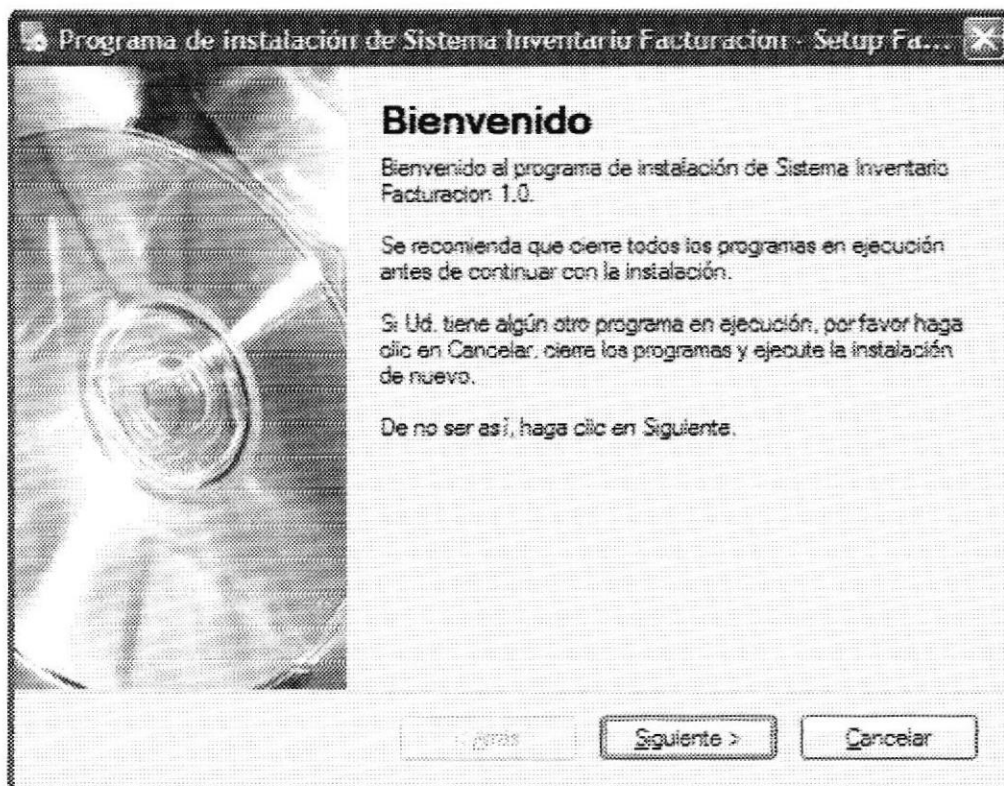 Programa de instalación de Sistema Inventario Facturacion - Setup Fa...
Bienvenido
Bienvenido al programa de instalación de Sistema Inventario
Facturacion 1.0.
Se recomienda que cierre todos los programas en ejecución
antes de continuar con la instalación.
Si Ud. tiene algún otro programa en ejecución, por favor haga
clic en Cancelar, cierre los programas y ejecute la instalación
de nuevo.
De no ser así, haga clic en Siguiente.
< Atrás
Siguiente >
Cancelar